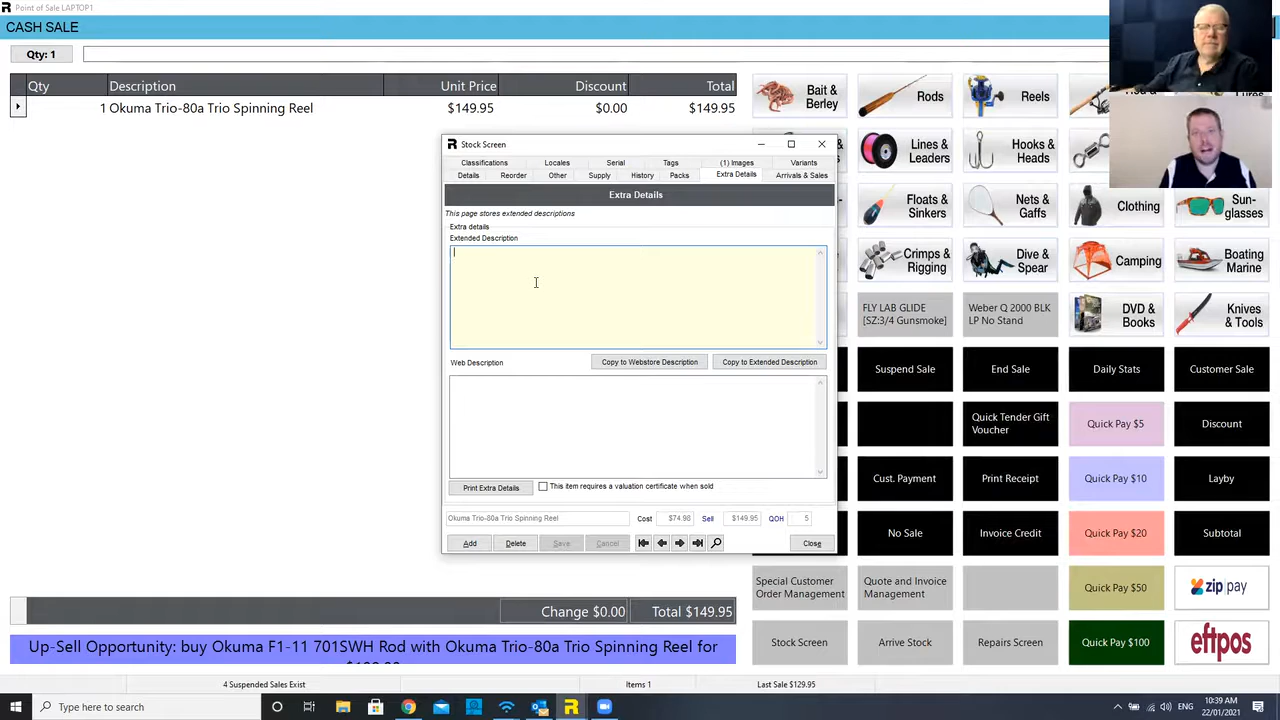 Point of Sale LAPTOP1
CASH SALE
Qty: 1
Qty Description Unit Price Discount Total
1 Okuma Trio-80a Trio Spinning Reel $149.95 $0.00 $149.95
Stock Screen
Classifications Locales Serial Tags (1) Images Variants
Details Reorder Other Supply History Packs Extra Details Arrivals & Sales
Extra Details
This page stores extended descriptions
Extra details
Extended Description
Web Description Copy to Webstore Description Copy to Extended Description
Print Extra Details This item requires a valuation certificate when sold
Okuma Trio-80a Trio Spinning Reel Cost $74.98 Sell $149.95 QOH 5
Add Delete Save Cancel Close
Bait &
Berley
Rods
Reels
Lines &
Leaders
Hooks &
Heads
Floats &
Sinkers
Nets &
Gaffs
Clothing
Sun-
glasses
Crimps &
Rigging
Dive &
Spear
Camping
Boating
Marine
FLY LAB GLIDE
[SZ:3/4 Gunsmoke]
Weber Q 2000 BLK
LP No Stand
DVD &
Books
Knives
& Tools
Suspend Sale End Sale Daily Stats Customer Sale
Quick Tender Gift
Voucher
Quick Pay $5 Discount
Cust. Payment Print Receipt Quick Pay $10 Layby
No Sale Invoice Credit Quick Pay $20 Subtotal
Special Customer
Order Management
Quote and Invoice
Management
Quick Pay $50 zip pay
Stock Screen Arrive Stock Repairs Screen Quick Pay $100 eftpos
Change $0.00 Total $149.95
Up-Sell Opportunity: buy Okuma F1-11 701SWH Rod with Okuma Trio-80a Trio Spinning Reel for
4 Suspended Sales Exist Items 1 Last Sale $129.95
Type here to search
ENG
10:39 AM
22/01/2021